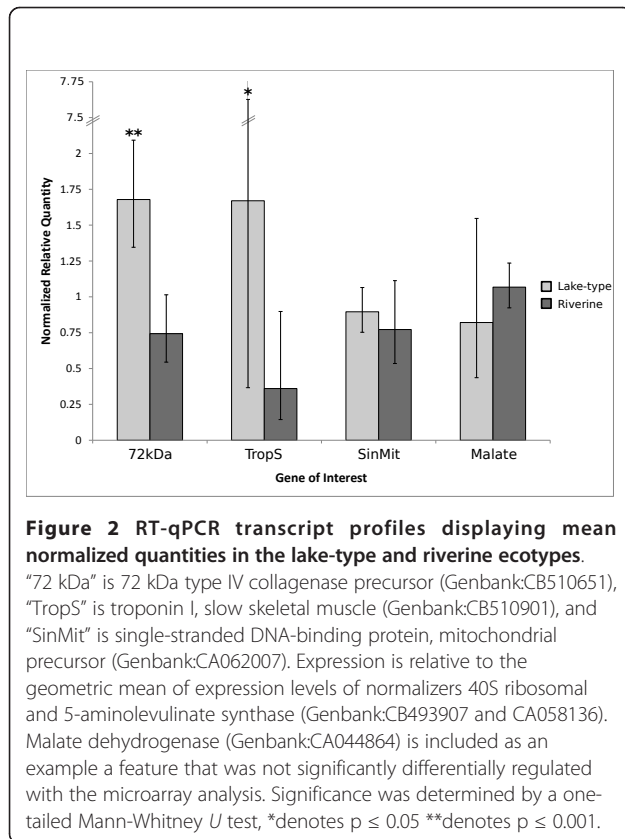 7.75
7.5
2
1.75
1.5
1.25
1
0.75
0.5
0.25
0
Normalized Relative Quantity
**
*
Lake-type
Riverine
72kDa TropS SinMit Malate
Gene of Interest
Figure 2 RT-qPCR transcript profiles displaying mean
normalized quantities in the lake-type and riverine ecotypes.
"72 kDa" is 72 kDa type IV collagenase precursor (Genbank:CB510651),
"TropS" is troponin I, slow skeletal muscle (Genbank:CB510901), and
"SinMit" is single-stranded DNA-binding protein, mitochondrial
precursor (Genbank:CA062007). Expression is relative to the
geometric mean of expression levels of normalizers 40S ribosomal
and 5-aminolevulinate synthase (Genbank:CB493907 and CA058136).
Malate dehydrogenase (Genbank:CA044864) is included as an
example a feature that was not significantly differentially regulated
with the microarray analysis. Significance was determined by a one-
tailed Mann-Whitney U test, *denotes p ≤ 0.05 **denotes p ≤ 0.001.